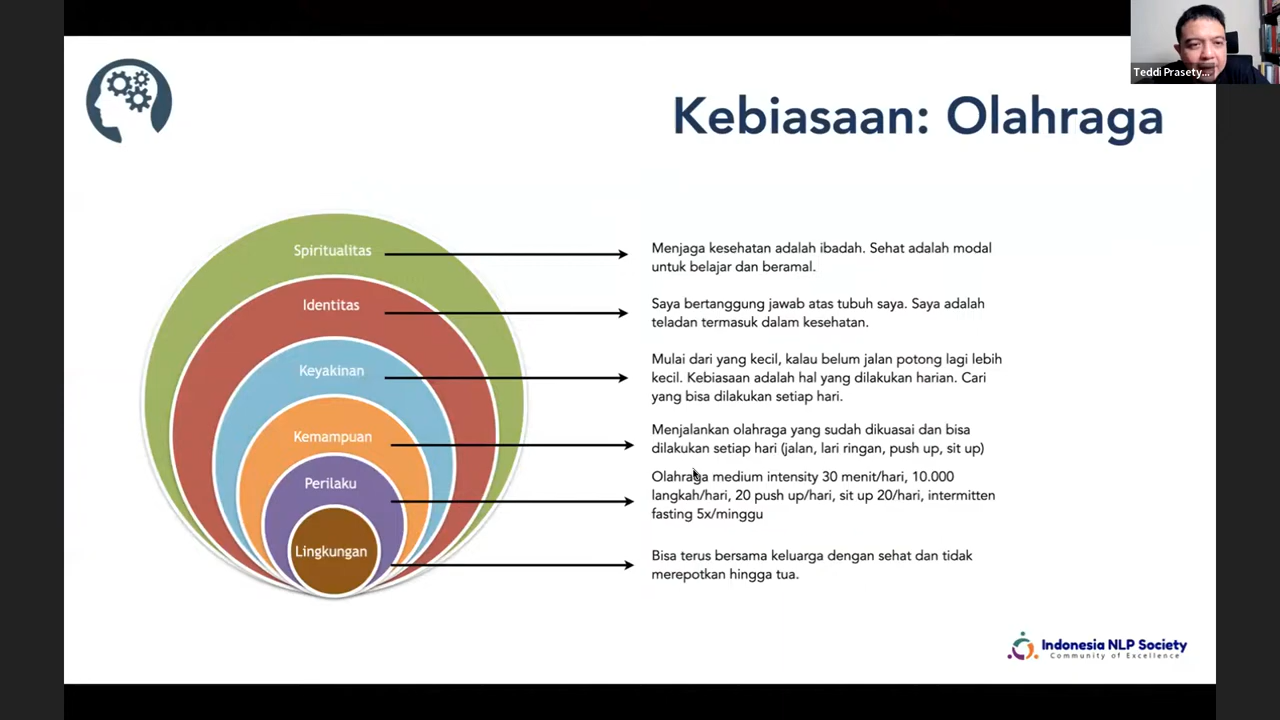 Teddi Prasety...
Kebiasaan: Olahraga
Spiritualitas
Menjaga kesehatan adalah ibadah. Sehat adalah modal
untuk belajar dan beramal.
Identitas
Saya bertanggung jawab atas tubuh saya. Saya adalah
teladan termasuk dalam kesehatan.
Keyakinan
Mulai dari yang kecil, kalau belum jalan potong lagi lebih
kecil. Kebiasaan adalah hal yang dilakukan harian. Cari
yang bisa dilakukan setiap hari.
Kemampuan
Menjalankan olahraga yang sudah dikuasai dan bisa
dilakukan setiap hari (jalan, lari ringan, push up, sit up)
Perilaku
Olahraga medium intensity 30 menit/hari, 10.000
langkah/hari, 20 push up/hari, sit up 20/hari, intermitten
fasting 5x/minggu
Lingkungan
Bisa terus bersama keluarga dengan sehat dan tidak
merepotkan hingga tua.
Indonesia NLP Society
Community of Excellence